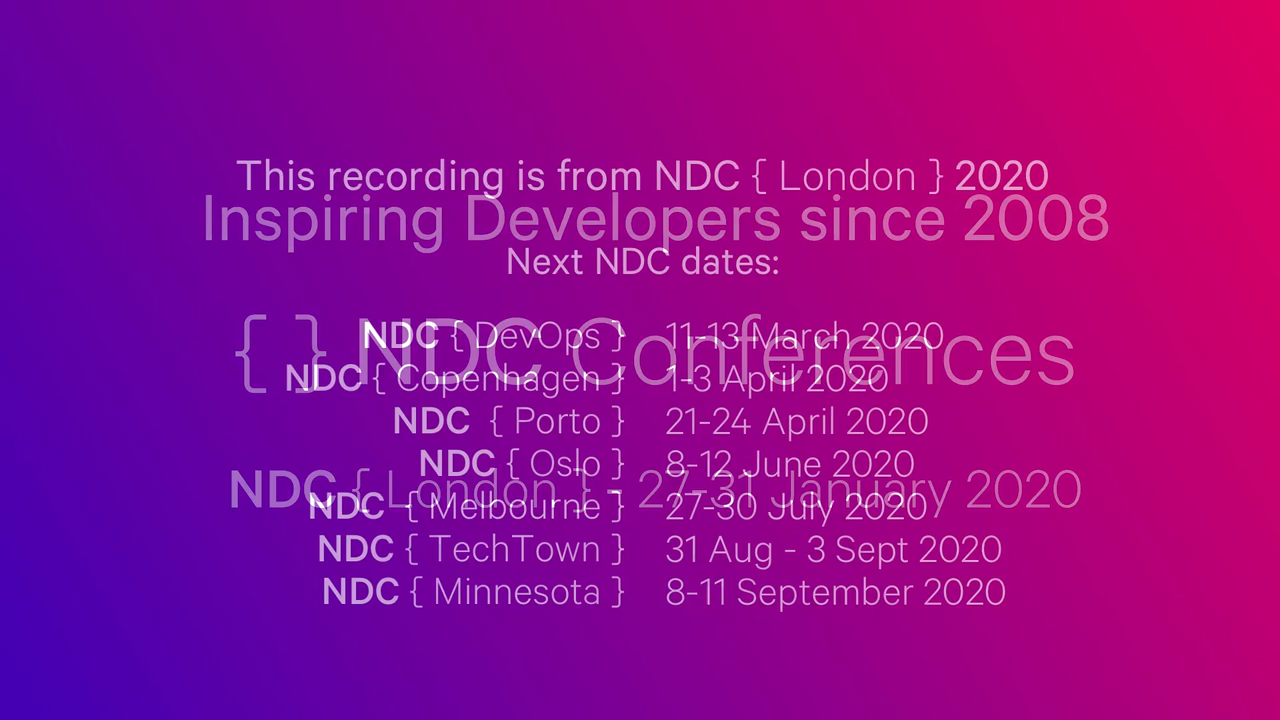 This recording is from NDC { London } 2020
Inspiring Developers since 2008
Next NDC dates:
{ } NDC Conferences
NDC { DevOps } 11-13 March 2020
NDC { Copenhagen } 1-3 April 2020
NDC { Porto } 21-24 April 2020
NDC { Oslo } 8-12 June 2020
NDC { London } - 27-31 January 2020
NDC { Melbourne } 27-30 July 2020
NDC { TechTown } 31 Aug - 3 Sept 2020
NDC { Minnesota } 8-11 September 2020